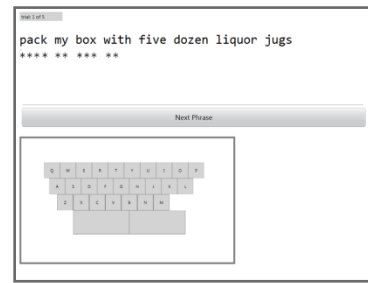 trial 1 of 5
pack my box with five dozen liquor jugs
**** ** *** **
Next Phrase
Q W E R T Y U I O P
A S D F G H J K L
Z X C V B N M